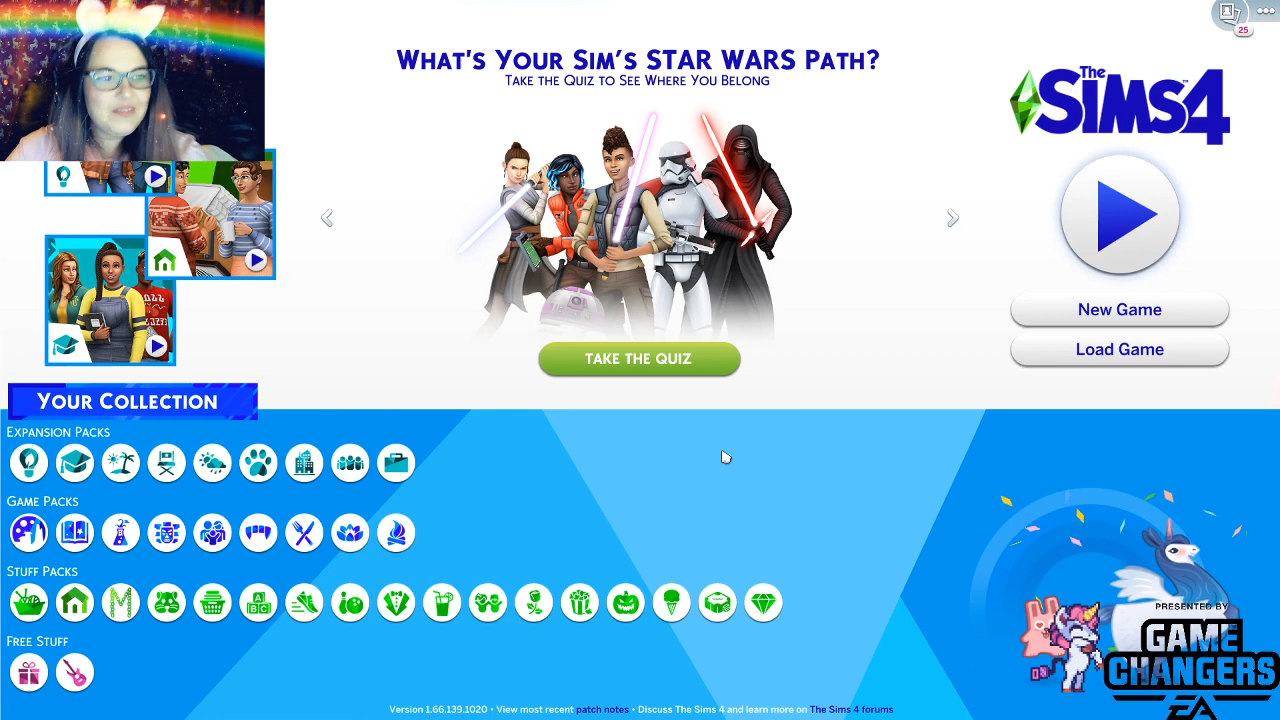 WHAT'S YOUR SIM'S STAR WARS PATH?
TAKE THE QUIZ TO SEE WHERE YOU BELONG
25
The SIMS 4
TAKE THE QUIZ
New Game
Load Game
YOUR COLLECTION
EXPANSION PACKS
GAME PACKS
STUFF PACKS
ABC
FREE STUFF
PRESENTED BY
GAME
CHANGERS
EA
Version 1.66.139.1020 • View most recent patch notes • Discuss The Sims 4 and learn more on The Sims 4 forums